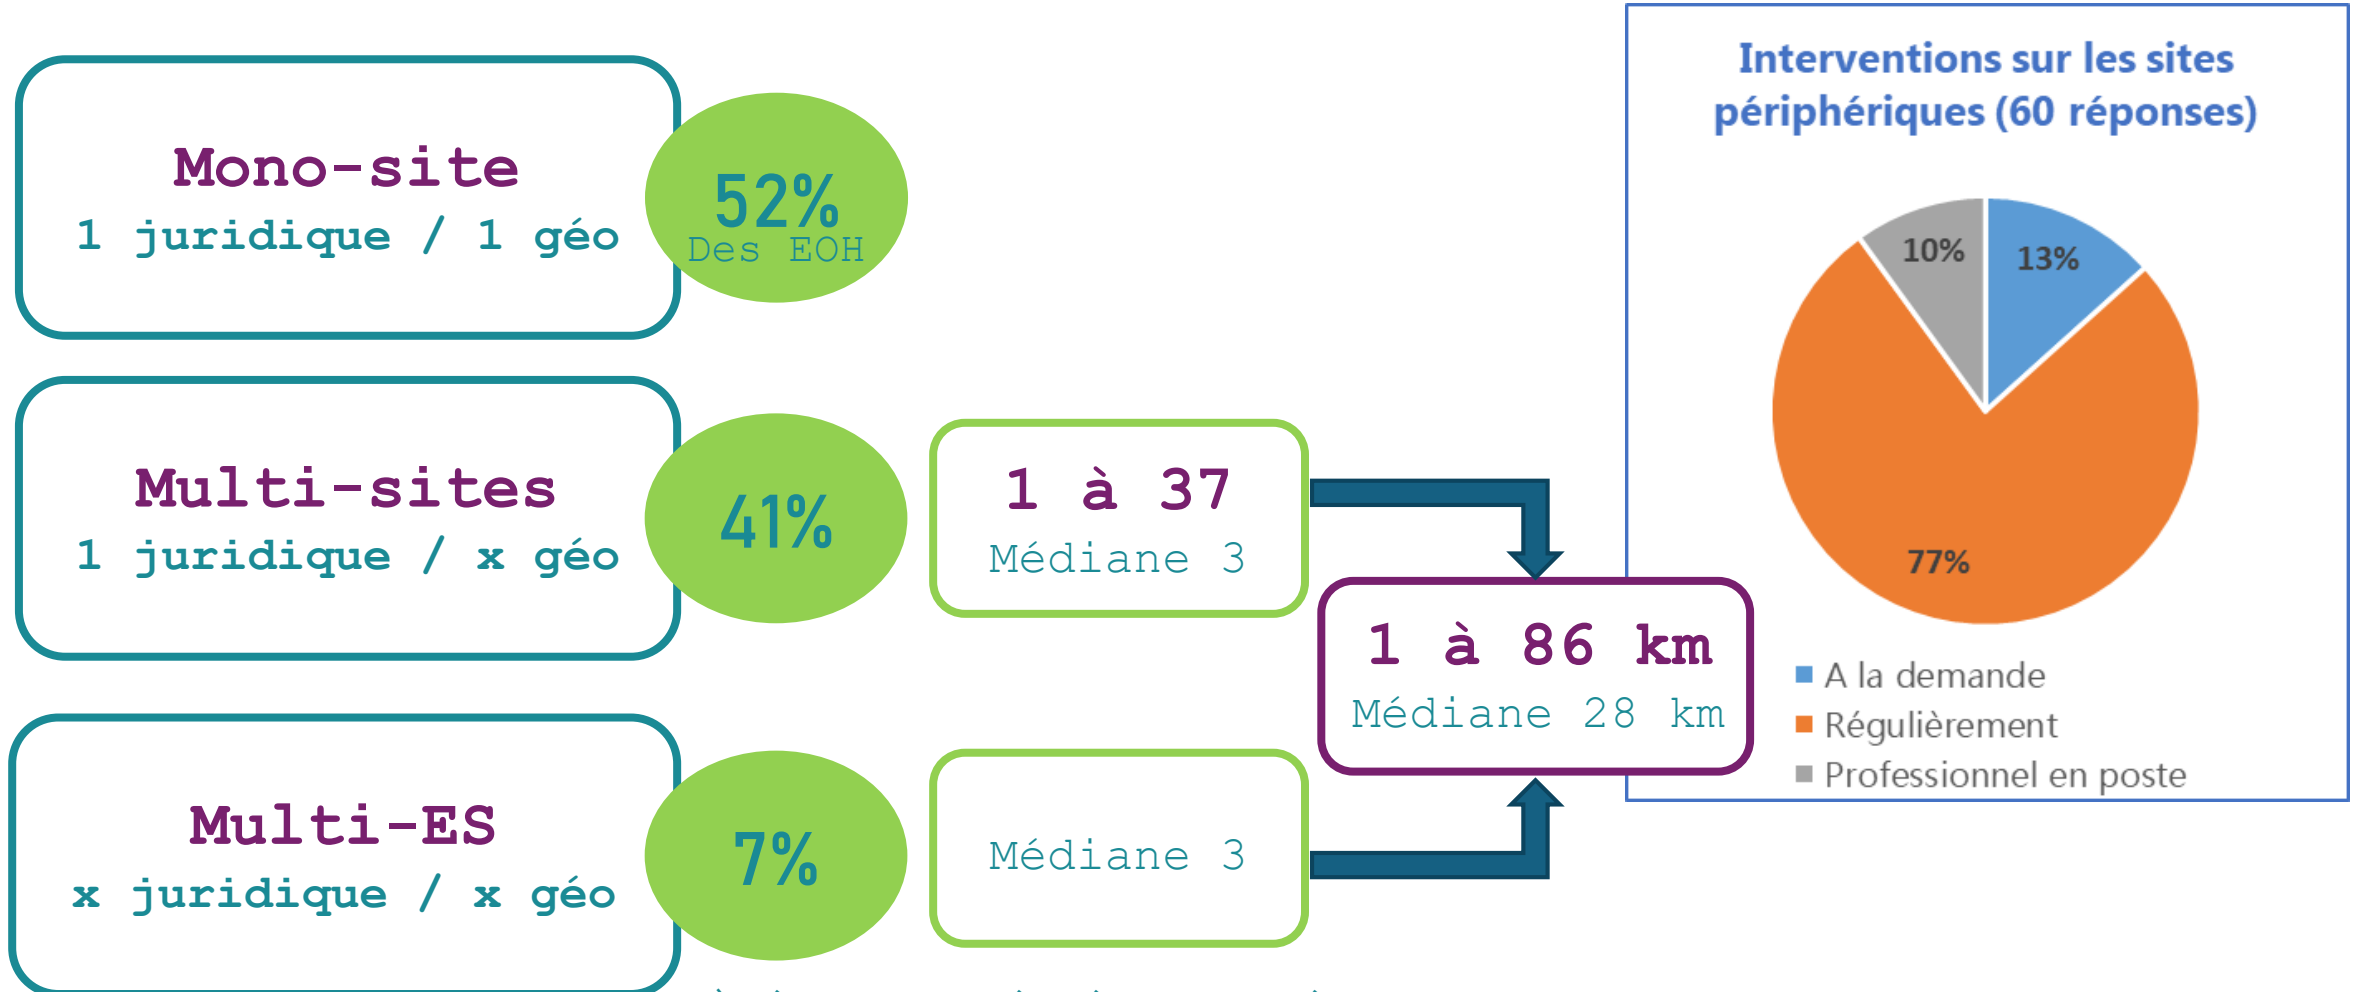 Mono-site
1 juridique / 1 géo
52%
Des EOH
Multi-sites
1 juridique / x géo
41%
1 à 37
Médiane 3
Multi-ES
x juridique / x géo
7%
Médiane 3
1 à 86 km
Médiane 28 km
Interventions sur les sites
périphériques (60 réponses)
10%
13%
77%
A la demande
Régulièrement
Professionnel en poste